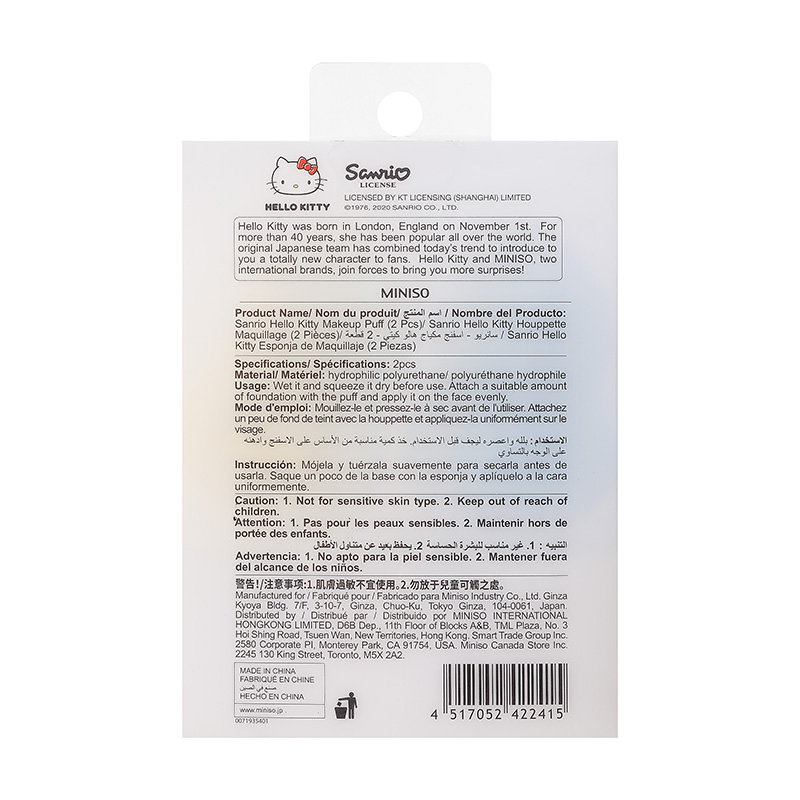 Sanrio
LICENSE
HELLO KITTY
LICENSED BY KT LICENSING (SHANGHAI) LIMITED
©1976, 2020 SANRIO CO., LTD.
Hello Kitty was born in London, England on November 1st. For
more than 40 years, she has been popular all over the world. The
original Japanese team has combined today's trend to introduce to
you a totally new character to fans. Hello Kitty and MINISO, two
international brands, join forces to bring you more surprises!
MINISO
Product Name/ Nom du produit/ اسم المنتج / Nombre del Producto:
Sanrio Hello Kitty Makeup Puff (2 Pcs)/ Sanrio Hello Kitty Houppette
Maquillage (2 Pièces)/ سانريو - اسفنج مكياج هالو كيتي - 2 قطعة / Sanrio Hello
Kitty Esponja de Maquillaje (2 Piezas)
Specifications/ Spécifications: 2pcs
Material/ Matériel: hydrophilic polyurethane/ polyuréthane hydrophile
Usage: Wet it and squeeze it dry before use. Attach a suitable amount
of foundation with the puff and apply it on the face evenly.
Mode d'emploi: Mouillez-le et pressez-le à sec avant de l'utiliser. Attachez
un peu de fond de teint avec la houppette et appliquez-la uniformément sur le
visage.
الاستخدام : بلله واعصره ليجف قبل الاستخدام. خذ كمية مناسبة من الأساس على الاسفنج وادهنه
على الوجه بالتساوي
Instrucción: Mójela y tuérzala suavemente para secarla antes de
usarla. Saque un poco de la base con la esponja y aplíquelo a la cara
uniformemente.
Caution: 1. Not for sensitive skin type. 2. Keep out of reach of
children.
Attention: 1. Pas pour les peaux sensibles. 2. Maintenir hors de
portée des enfants.
التنبيه : 1. غير مناسب للبشرة الحساسة 2. يحفظ بعيد عن متناول الأطفال
Advertencia: 1. No apto para la piel sensible. 2. Mantener fuera
del alcance de los niños.
警告!/注意事项:1.肌膚過敏不宜使用。2.勿放于兒童可觸之處。
Manufactured for / Fabriqué pour / Fabricado para Miniso Industry Co., Ltd. Ginza
Kyoya Bldg. 7/F, 3-10-7, Ginza, Chuo-Ku, Tokyo Ginza, 104-0061, Japan.
Distributed by / Distribué par / Distribuido por MINISO INTERNATIONAL
HONGKONG LIMITED, D6B Dep., 11th Floor of Blocks A&B, TML Plaza, No. 3
Hoi Shing Road, Tsuen Wan, New Territories, Hong Kong. Smart Trade Group Inc.
2580 Corporate Pl, Monterey Park, CA91754, USA. Miniso Canada Store Inc.
2245 130 King Street, Toronto, M5X 2A2.
MADE IN CHINA
FABRIQUÉ EN CHINE
صنع في الصين
HECHO EN CHINA
www.miniso.jp
0071935401
4 517052 422415